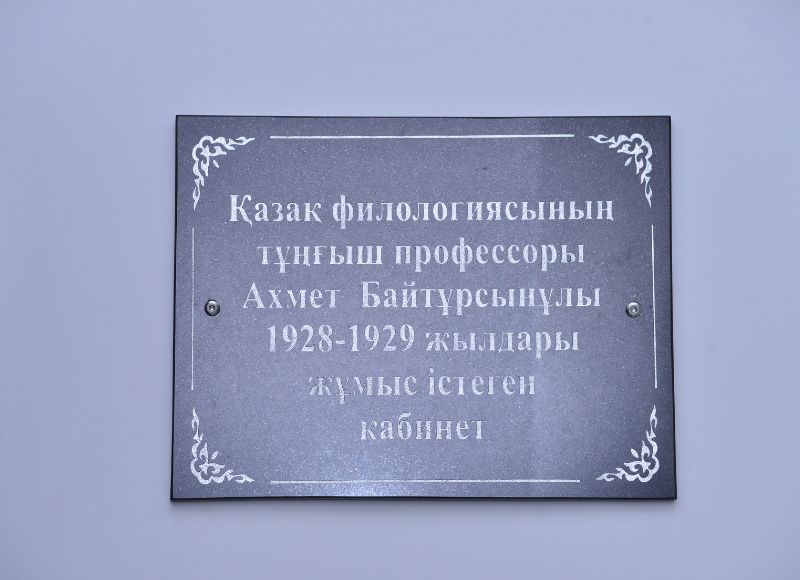 Қазақ филологиясының
тұңғыш профессоры
Ахмет Байтұрсынұлы
1928-1929 жылдары
жұмыс істеген
кабинет